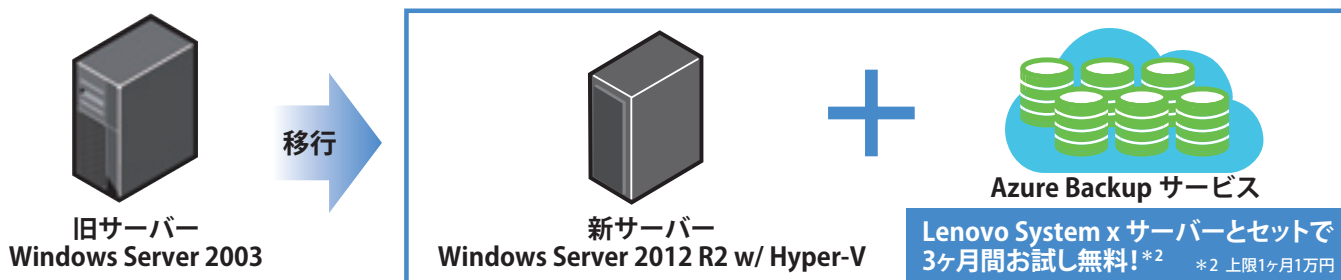 移行
旧サーバー
Windows Server 2003
新サーバー
Windows Server 2012 R2 w/ Hyper-V
Azure Backup サービス
Lenovo System x サーバーとセットで
3ヶ月間お試し無料!*2 *2 上限1ヶ月1万円